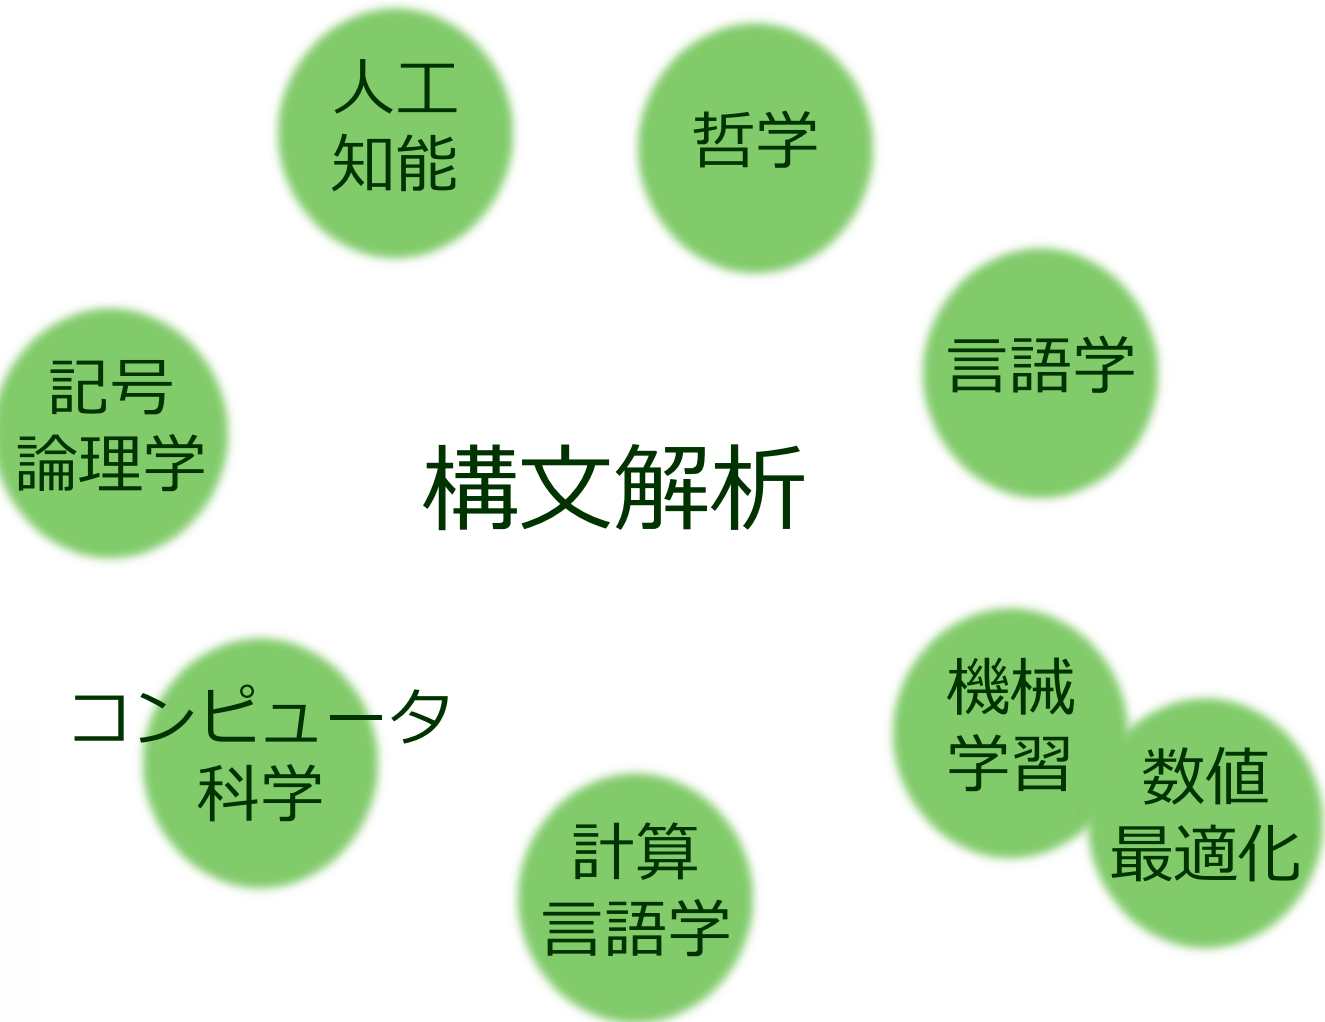 人工
知能
哲学
言語学
記号
論理学
構文解析
機械
学習
コンピュータ
科学
数値
最適化
計算
言語学